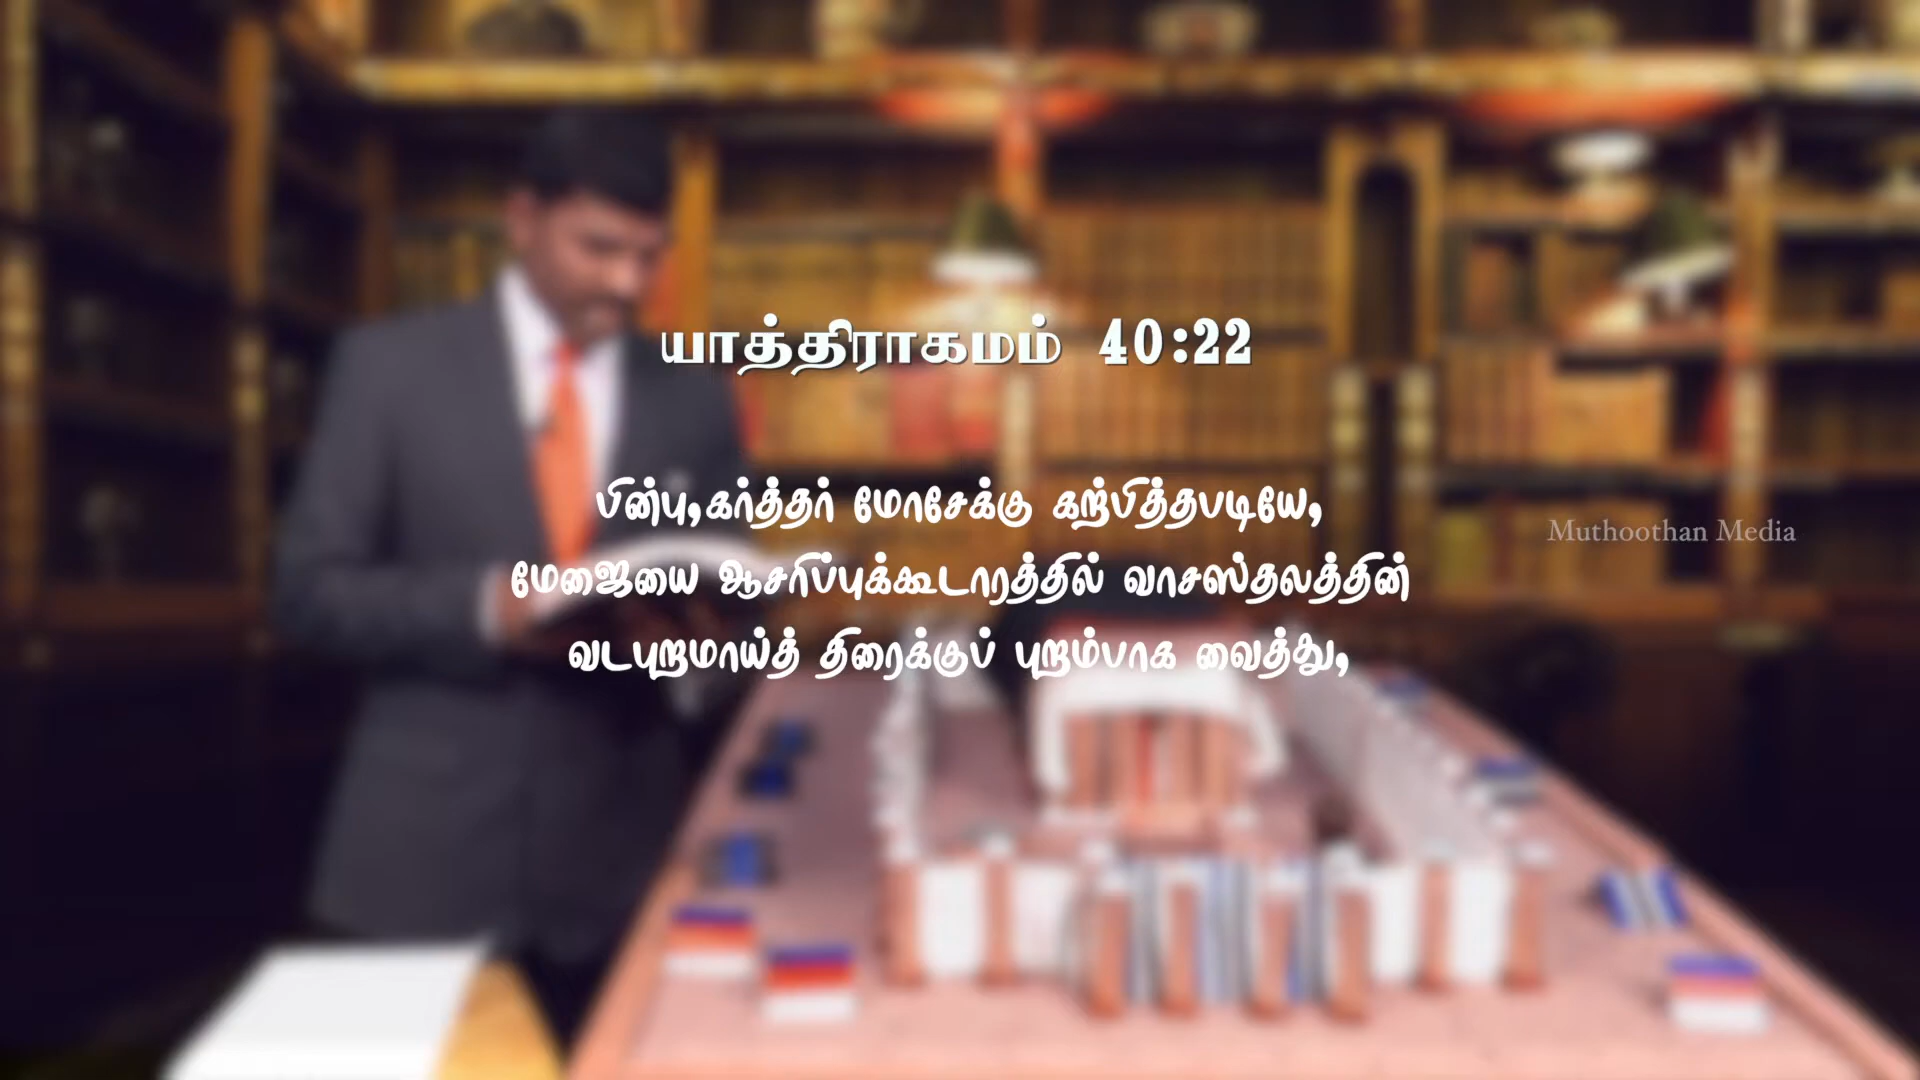 யாத்திராகமம் 40:22
பின்பு,கர்த்தர் மோசேக்கு கற்பித்தபடியே,
மேஜையை ஆசரிப்புக்கூடாரத்தில் வாசஸ்தலத்தின்
வடபுறமாய்த் திரைக்குப் புறம்பாக வைத்து,
Muthoothan Media